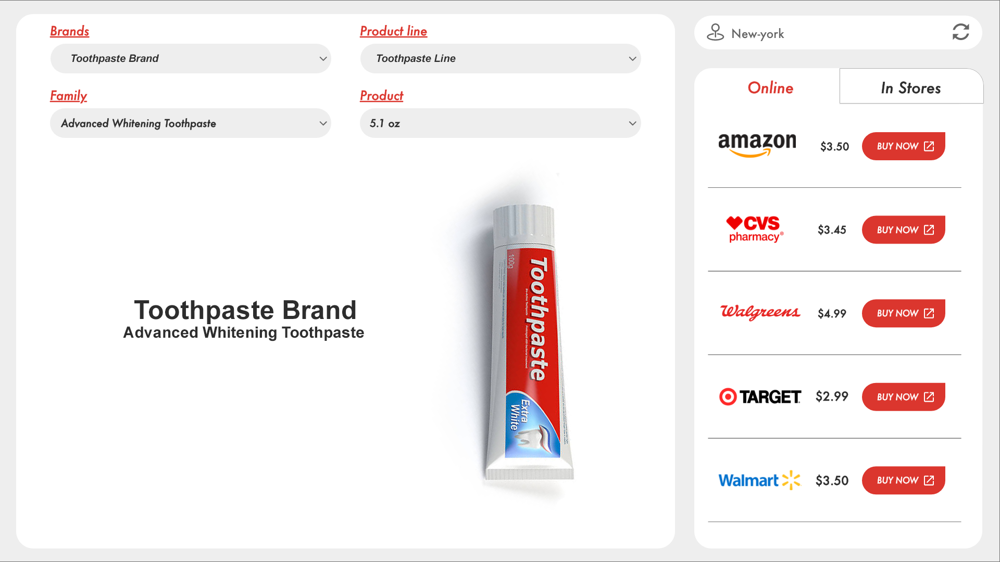 Brands
Toothpaste Brand
Product line
Toothpaste Line
Family
Advanced Whitening Toothpaste
Product
5.1 oz
Toothpaste Brand
Advanced Whitening Toothpaste
100g
Toothpaste
Extra
White
New-york
Online
In Stores
amazon
$3.50
BUY NOW
CVS
pharmacy®
$3.45
BUY NOW
Walgreens
$4.99
BUY NOW
TARGET
$2.99
BUY NOW
Walmart
$3.50
BUY NOW